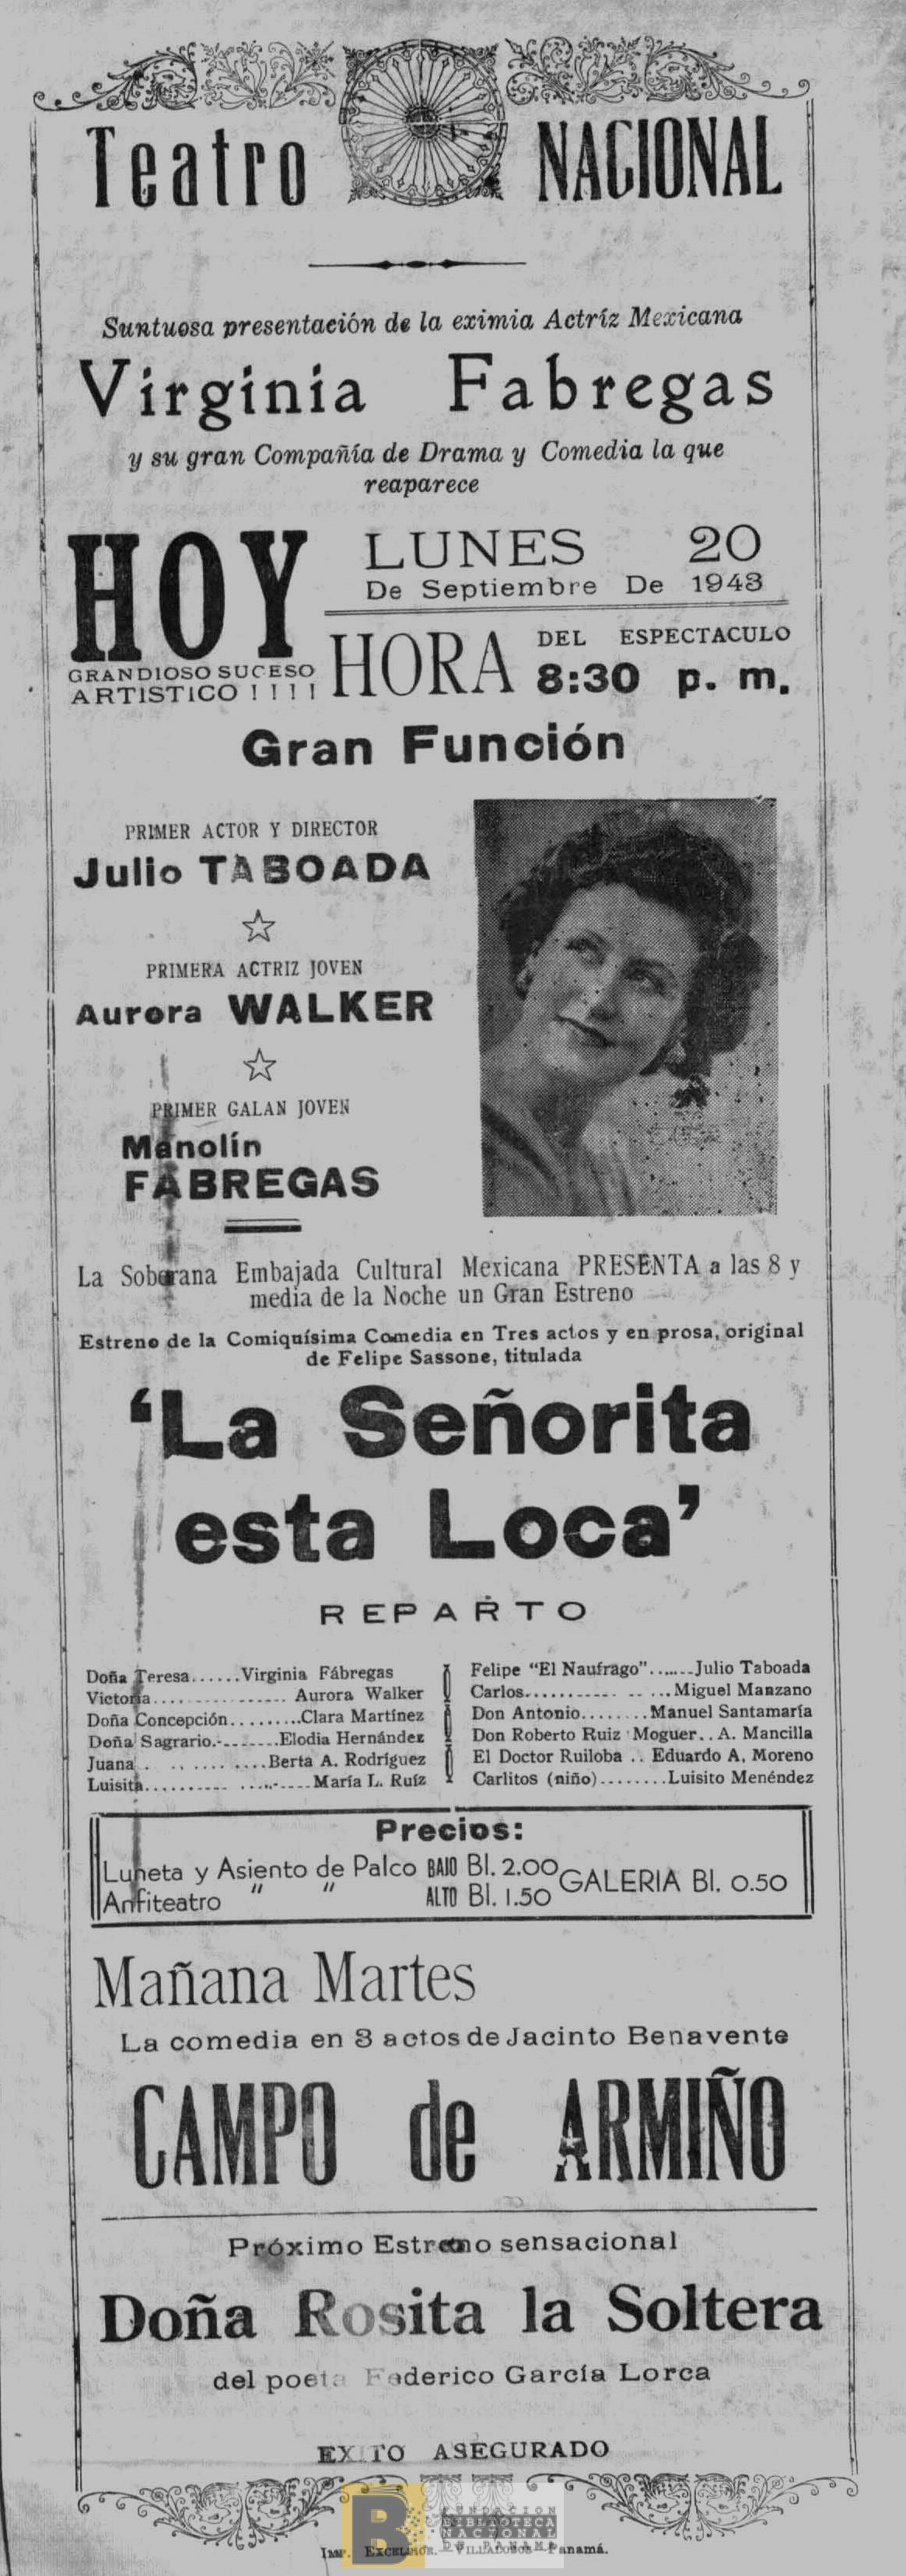 Teatro NACIONAL
Suntuosa presentación de la eximia Actríz Mexicana
Virginia Fabregas
y su gran Compañía de Drama y Comedia la que
reaparece
HOY
LUNES 20
De Septiembre De 1943
GRANDIOSO SUCESO
ARTISTICO ! ! ! !
HORA
DEL ESPECTACULO
8:30 p. m.
Gran Función
PRIMER ACTOR Y DIRECTOR
Julio TABOADA
PRIMERA ACTRIZ JOVEN
Aurora WALKER
PRIMER GALAN JOVEN
Manolín
FABREGAS
La Soberana Embajada Cultural Mexicana PRESENTA a las 8 y
media de la Noche un Gran Estreno
Estreno de la Comiquísima Comedia en Tres actos y en prosa, original
de Felipe Sassone, titulada
‘La Señorita
esta Loca’
REPARTO
Doña Teresa......Virginia Fábregas
Victoria................. Aurora Walker
Doña Concepción.........Clara Martínez
Doña Sagrario.-.......Elodia Hernández
Juana . .. ..........Berta A. Rodríguez
Luisita.......... ...-....María L. Ruíz
Felipe "El Naufrago".......Julio Taboada
Carlos........... .. ...Miguel Manzano
Don Antonio........Manuel Santamaría
Don Roberto Ruiz Moguer.. A. Mancilla
El Doctor Ruiloba .. Eduardo A. Moreno
Carlitos (niño)........Luisito Menéndez
Precios:
Luneta y Asiento de Palco BAJO Bl. 2.00
Anfiteatro " " ALTO Bl. 1.50
GALERIA Bl. 0.50
Mañana Martes
La comedia en 3 actos de Jacinto Benavente
CAMPO de ARMIÑO
Próximo Estreno sensacional
Doña Rosita la Soltera
del poeta Federico García Lorca
EXITO ASEGURADO
B FUNDACION
BIBLIOTECA
NACIONAL
DE PANAMA
Imp. EXCELSIOR. Panamá.